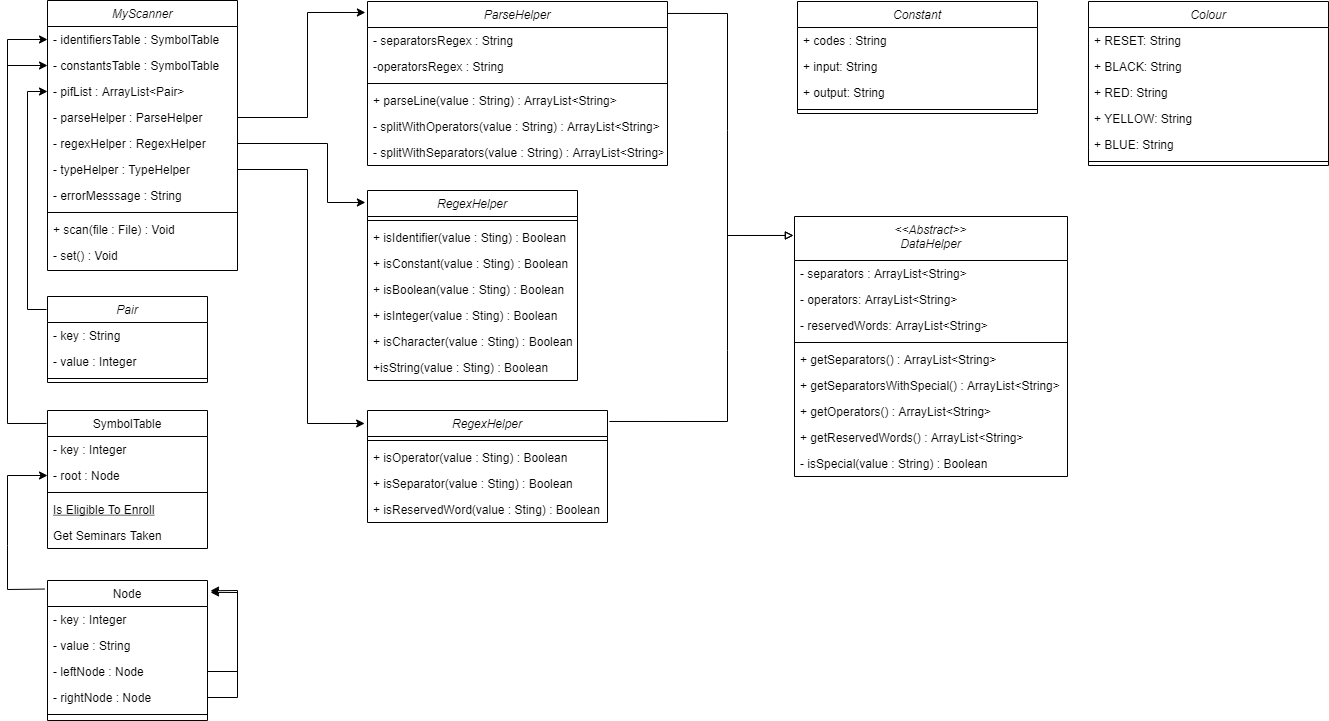 MyScanner
- identifiersTable : SymbolTable
- constantsTable : SymbolTable
- pifList : ArrayList<Pair>
- parseHelper : ParseHelper
- regexHelper : RegexHelper
- typeHelper : TypeHelper
- errorMesssage : String
+ scan(file : File) : Void
- set() : Void
Pair
- key : String
- value : Integer
SymbolTable
- key : Integer
- root : Node
Is Eligible To Enroll
Get Seminars Taken
Node
- key : Integer
- value : String
- leftNode : Node
- rightNode : Node
ParseHelper
- separatorsRegex : String
-operatorsRegex : String
+ parseLine(value : String) : ArrayList<String>
- splitWithOperators(value : String) : ArrayList<String>
- splitWithSeparators(value : String) : ArrayList<String>
RegexHelper
+ isIdentifier(value : Sting) : Boolean
+ isConstant(value : Sting) : Boolean
+ isBoolean(value : Sting) : Boolean
+ isInteger(value : Sting) : Boolean
+ isCharacter(value : Sting) : Boolean
+isString(value : Sting) : Boolean
RegexHelper
+ isOperator(value : Sting) : Boolean
+ isSeparator(value : Sting) : Boolean
+ isReservedWord(value : Sting) : Boolean
Constant
+ codes : String
+ input: String
+ output: String
<<Abstract>>
DataHelper
- separators : ArrayList<String>
- operators: ArrayList<String>
- reservedWords: ArrayList<String>
+ getSeparators() : ArrayList<String>
+ getSeparatorsWithSpecial() : ArrayList<String>
+ getOperators() : ArrayList<String>
+ getReservedWords() : ArrayList<String>
- isSpecial(value : String) : Boolean
Colour
+ RESET: String
+ BLACK: String
+ RED: String
+ YELLOW: String
+ BLUE: String